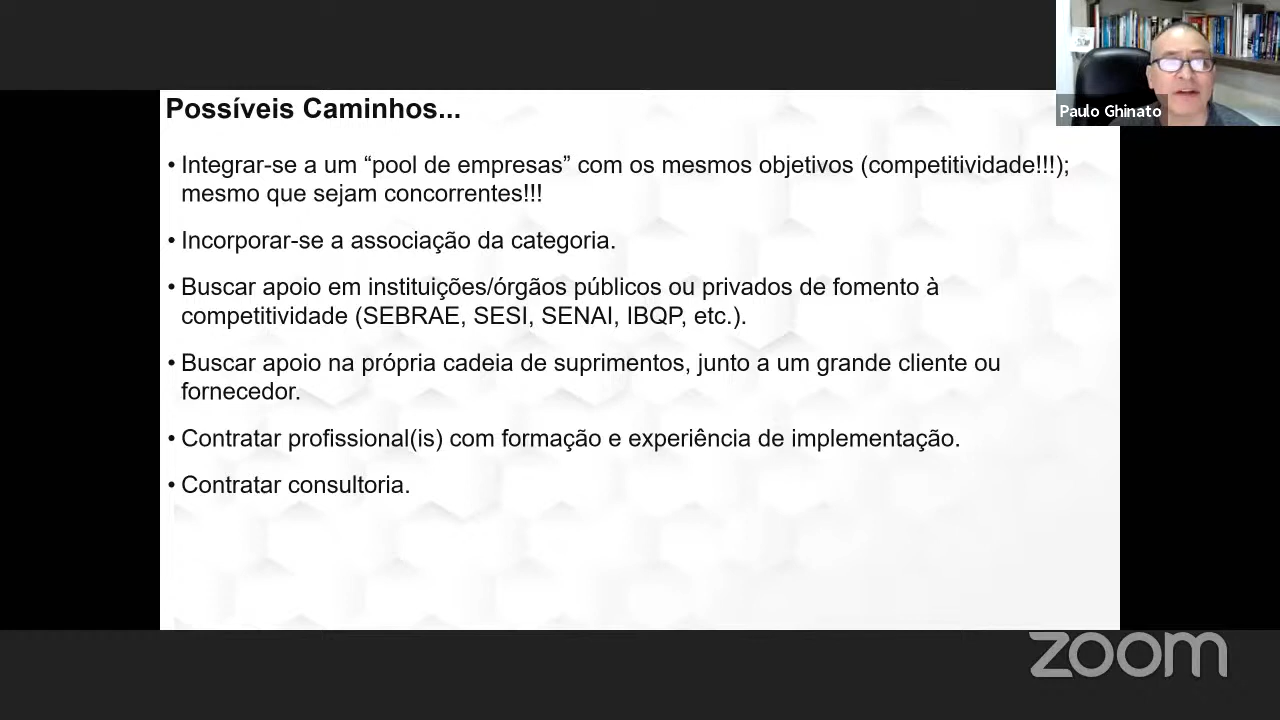 Possíveis Caminhos...
Paulo Ghinato
• Integrar-se a um “pool de empresas” com os mesmos objetivos (competitividade!!!);
mesmo que sejam concorrentes!!!
• Incorporar-se a associação da categoria.
• Buscar apoio em instituições/órgãos públicos ou privados de fomento à
competitividade (SEBRAE, SESI, SENAI, IBQP, etc.).
• Buscar apoio na própria cadeia de suprimentos, junto a um grande cliente ou
fornecedor.
• Contratar profissional(is) com formação e experiência de implementação.
• Contratar consultoria.
zoom